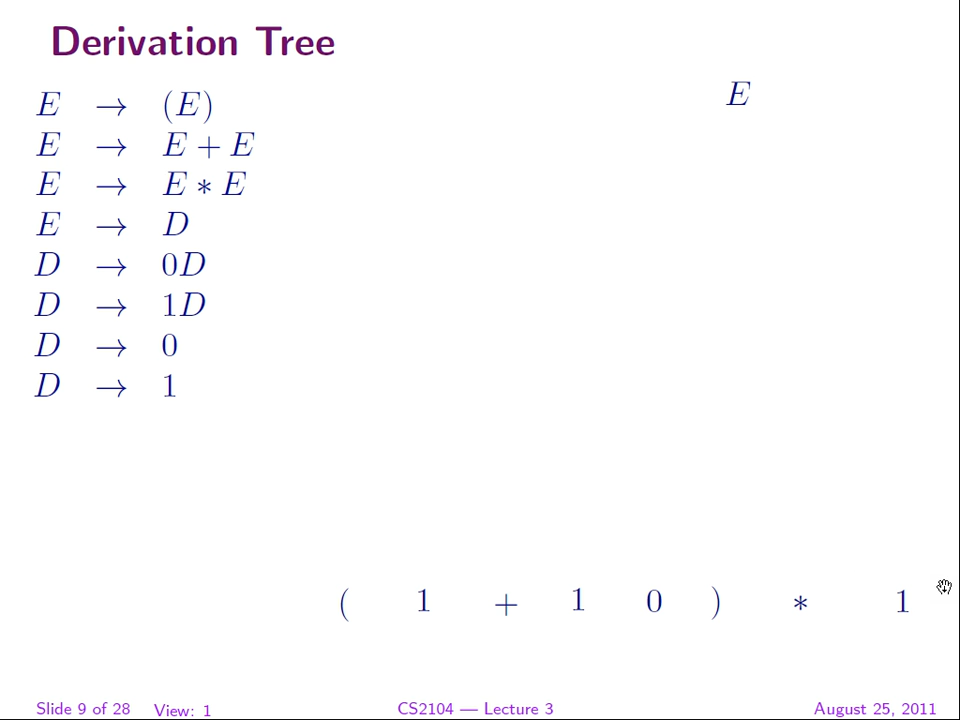 Derivation Tree
E → (E)
E
E → E + E
E → E ∗ E
E → D
D → 0D
D → 1D
D → 0
D → 1
( 1 + 1 0 ) ∗ 1
Slide 9 of 28 View: 1 CS2104 — Lecture 3 August 25, 2011